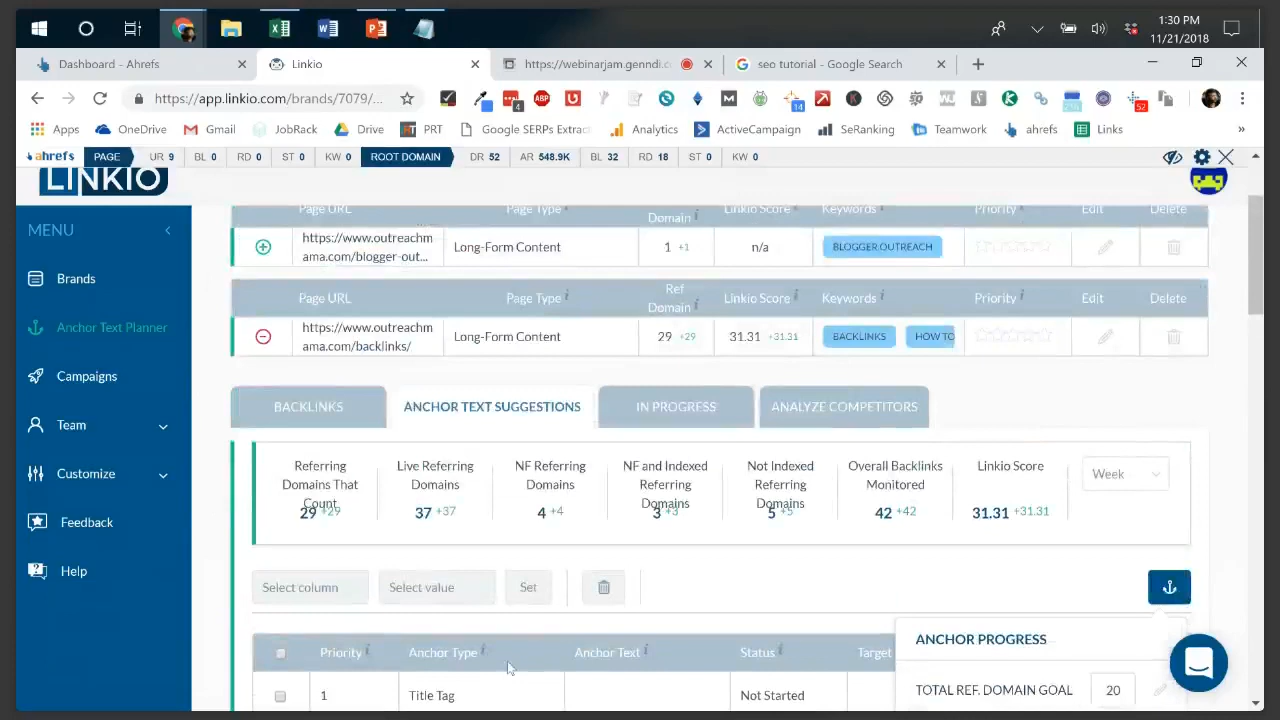 1:30 PM
11/21/2018
Dashboard - Ahrefs
Linkio
https://webinarjam.genndi.c
seo tutorial - Google Search
https://app.linkio.com/brands/7079/...
Apps
OneDrive
Gmail
JobRack
Drive
PRT
Google SERPs Extract
Analytics
ActiveCampaign
SERanking
Teamwork
ahrefs
Links
»
ahrefs
PAGE
UR 9
BL 0
RD 0
ST 0
KW 0
ROOT DOMAIN
DR 52
AR 548.9K
BL 32
RD 18
ST 0
KW 0
LINKIO
MENU
Brands
Anchor Text Planner
Campaigns
Team
Customize
Feedback
Help
Page URL
Page Type
Domain
Linkio Score
Keywords
Priority
Edit
Delete
https://www.outreachm
ama.com/blogger-out...
Long-Form Content
1 +1
n/a
BLOGGER OUTREACH
Page URL
Page Type
Ref
Domain
Linkio Score
Keywords
Priority
Edit
Delete
https://www.outreachm
ama.com/backlinks/
Long-Form Content
29 +29
31.31 +31.31
BACKLINKS
HOW TO
BACKLINKS
ANCHOR TEXT SUGGESTIONS
IN PROGRESS
ANALYZE COMPETITORS
Referring
Domains That
Count
29 +29
Live Referring
Domains
37 +37
NF Referring
Domains
4 +4
NF and Indexed
Referring
Domains
3 +3
Not Indexed
Referring
Domains
5 +5
Overall Backlinks
Monitored
42 +42
Linkio Score
31.31 +31.31
Week
Select column
Select value
Set
Priority
Anchor Type
Anchor Text
Status
Target
ANCHOR PROGRESS
1
Title Tag
Not Started
TOTAL REF. DOMAIN GOAL
20